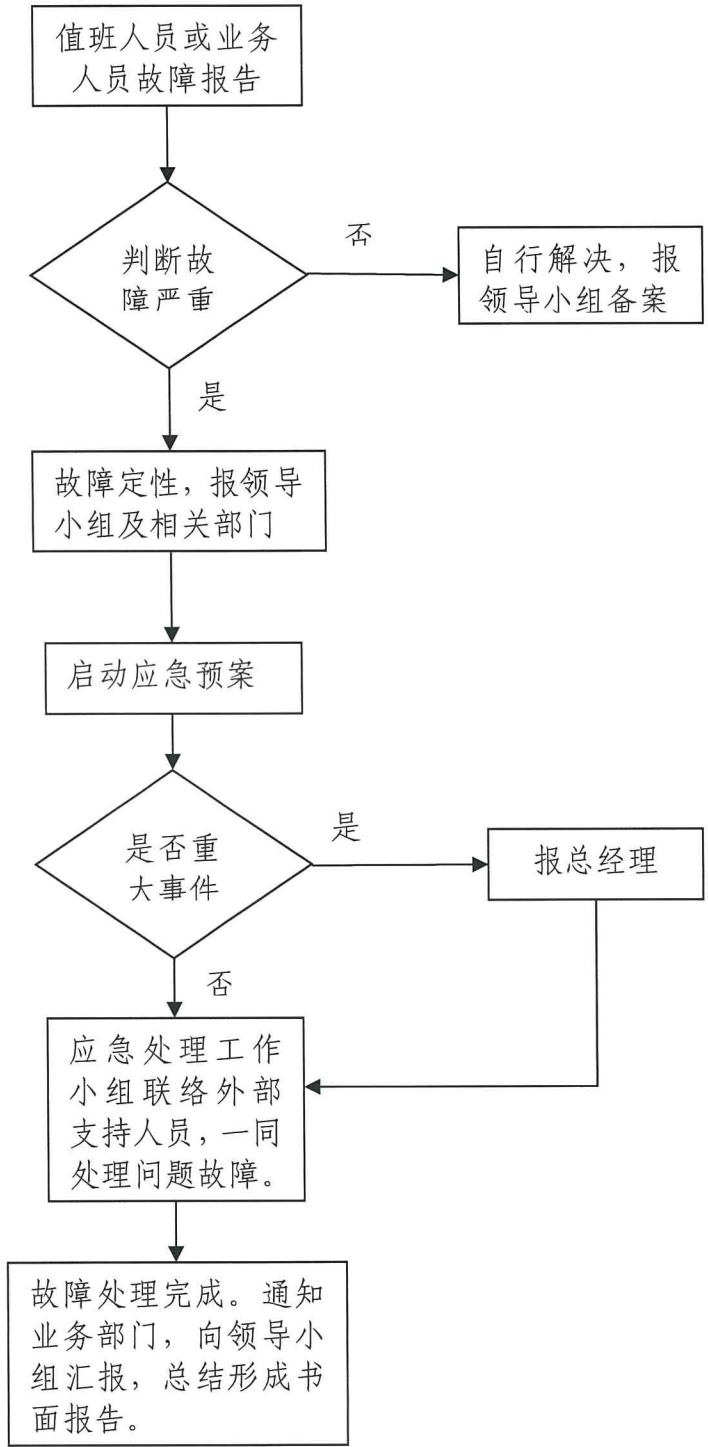 值班人员或业务
人员故障报告
判断故
障严重
否
自行解决，报
领导小组备案
是
故障定性，报领导
小组及相关部门
启动应急预案
是否重
大事件
是
报总经理
否
应急处理工作
小组联络外部
支持人员，一同
处理问题故障。
故障处理完成。通知
业务部门，向领导小
组汇报，总结形成书
面报告。